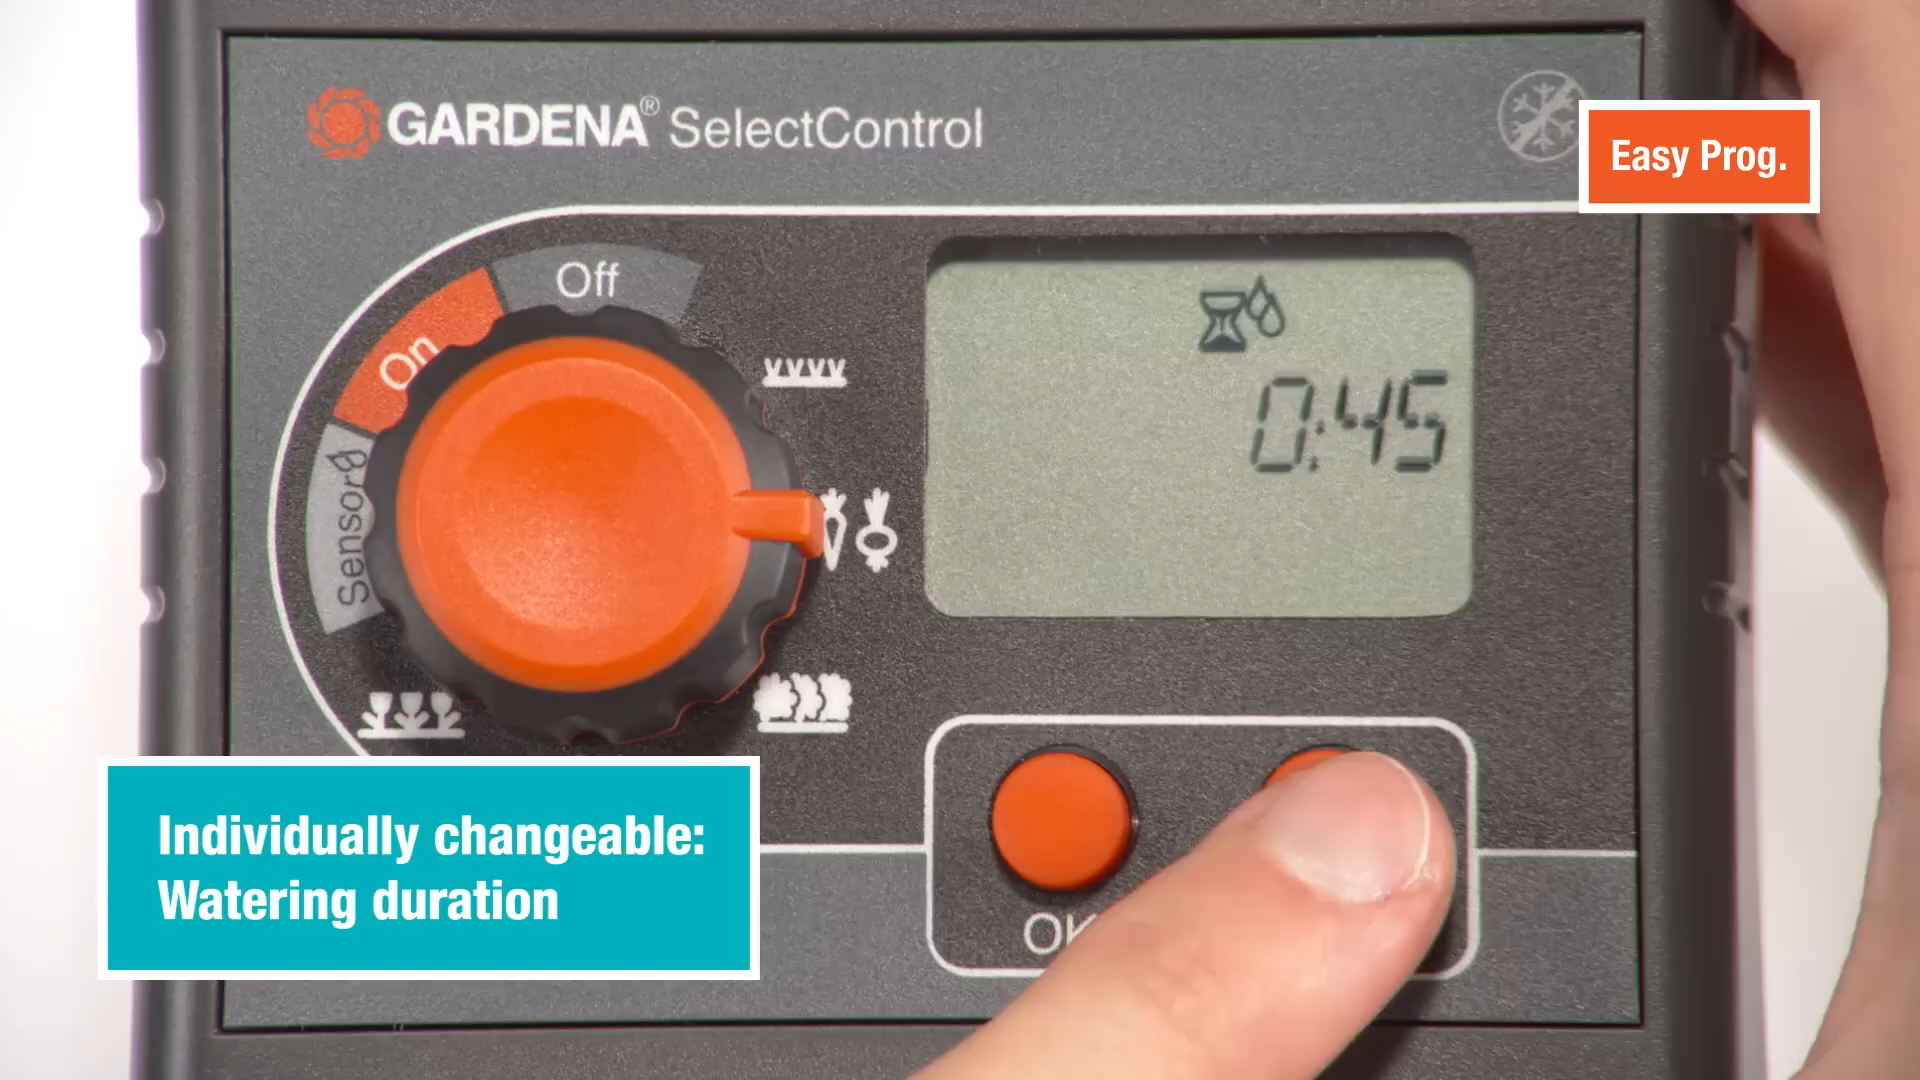 GARDENA® SelectControl
Easy Prog.
Off
On
Sensor
0:45
Individually changeable:
Watering duration